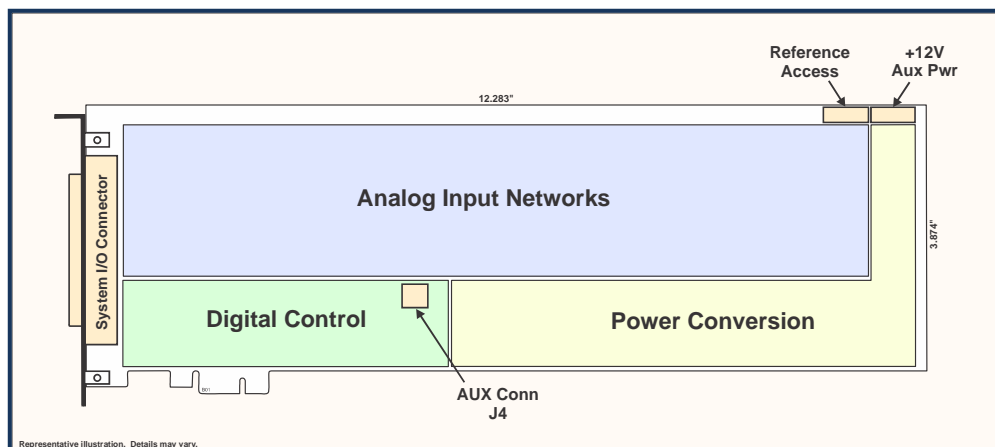 Reference
Access
+12V
Aux Pwr
12.283"
Analog Input Networks
3.874"
System I/O Connector
Digital Control
Power Conversion
B01
AUX Conn
J4
Representative illustration.  Details may vary.